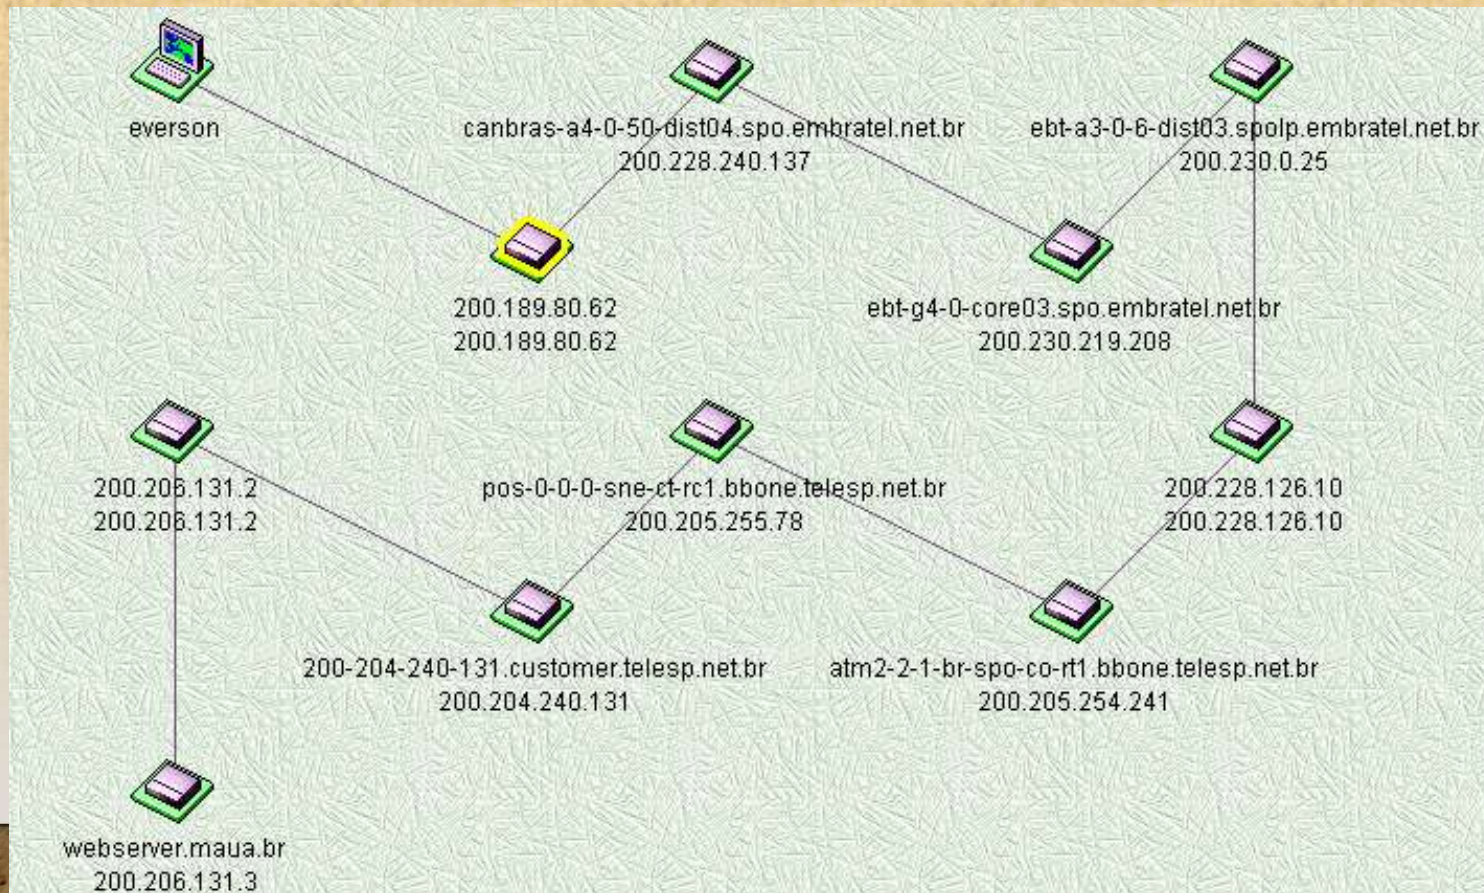 everson
canbras-a4-0-50-dist04.spo.embratel.net.br
200.228.240.137
ebt-a3-0-6-dist03.spolp.embratel.net.br
200.230.0.25
200.189.80.62
200.189.80.62
ebt-g4-0-core03.spo.embratel.net.br
200.230.219.208
200.206.131.2
200.206.131.2
pos-0-0-0-sne-ct-rc1.bbone.telesp.net.br
200.205.255.78
200.228.126.10
200.228.126.10
200-204-240-131.customer.telesp.net.br
200.204.240.131
atm2-2-1-br-spo-co-rt1.bbone.telesp.net.br
200.205.254.241
webserver.maua.br
200.206.131.3